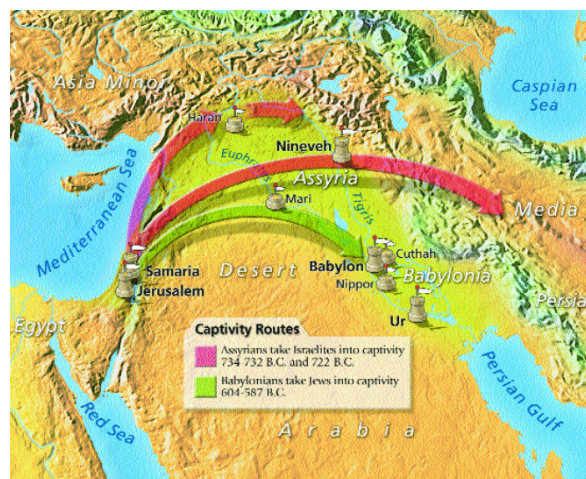 Asia Minor
Caspian
Sea
Haran
Nineveh
Euphrates
Assyria
Mediterranean Sea
Mari
Tigris
Media
Samaria
Jerusalem
Desert
Babylon
Cuthah
Babylonia
Nippor
Ur
Persia
Egypt
Captivity Routes
Assyrians take Israelites into captivity
734-732 B.C. and 722 B.C.
Babylonians take Jews into captivity
604-587 B.C.
Red Sea
Persian Gulf
Arabia